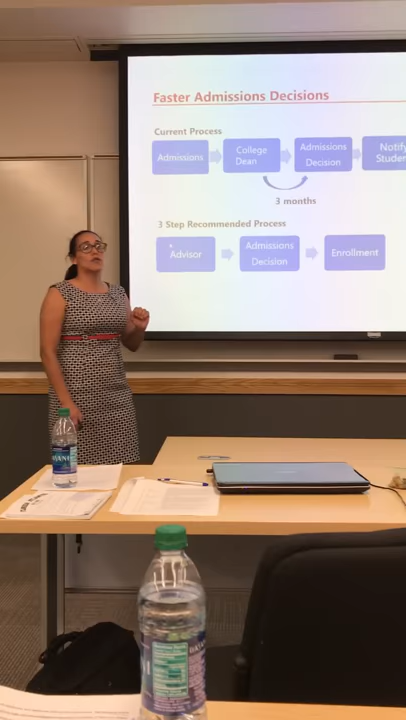 Faster Admissions Decisions
Current Process
Admissions
College
Dean
Admissions
Decision
Notify
3 months
3 Step Recommended Process
Advisor
Admissions
Decision
Enrollment